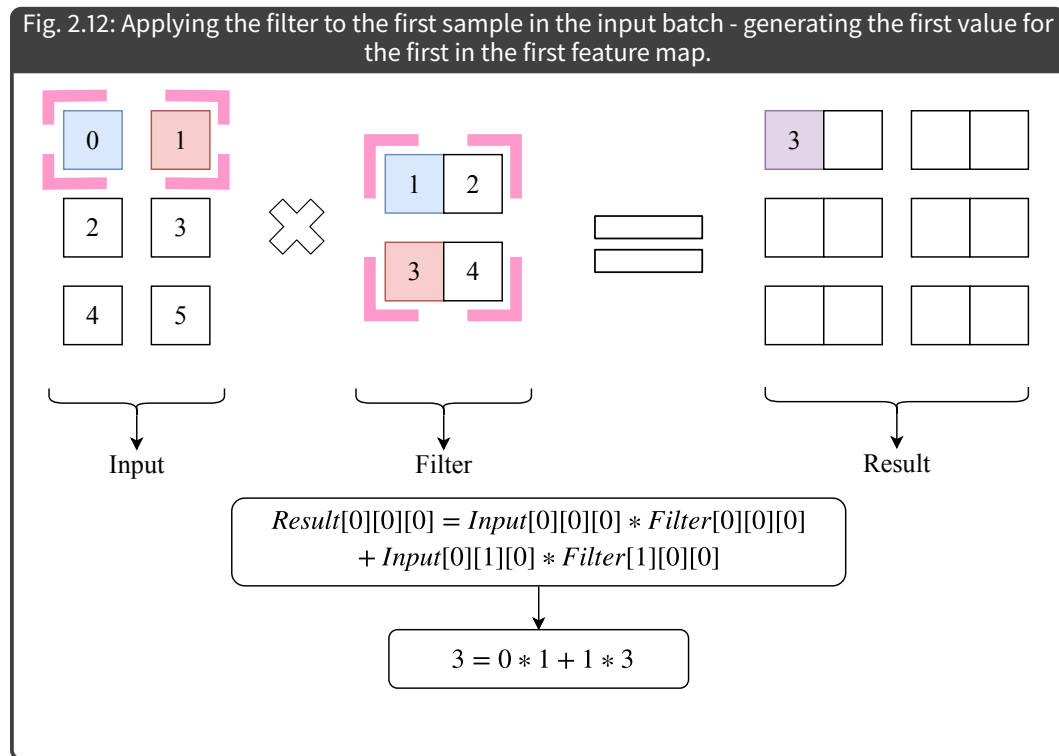 Fig. 2.12: Applying the filter to the first sample in the input batch - generating the first value for
the first in the first feature map.
0 1
1 2
3
2 3
3 4
4 5
Input
Filter
Result
Result[0][0][0] = Input[0][0][0] * Filter[0][0][0]
+ Input[0][1][0] * Filter[1][0][0]
3 = 0 * 1 + 1 * 3